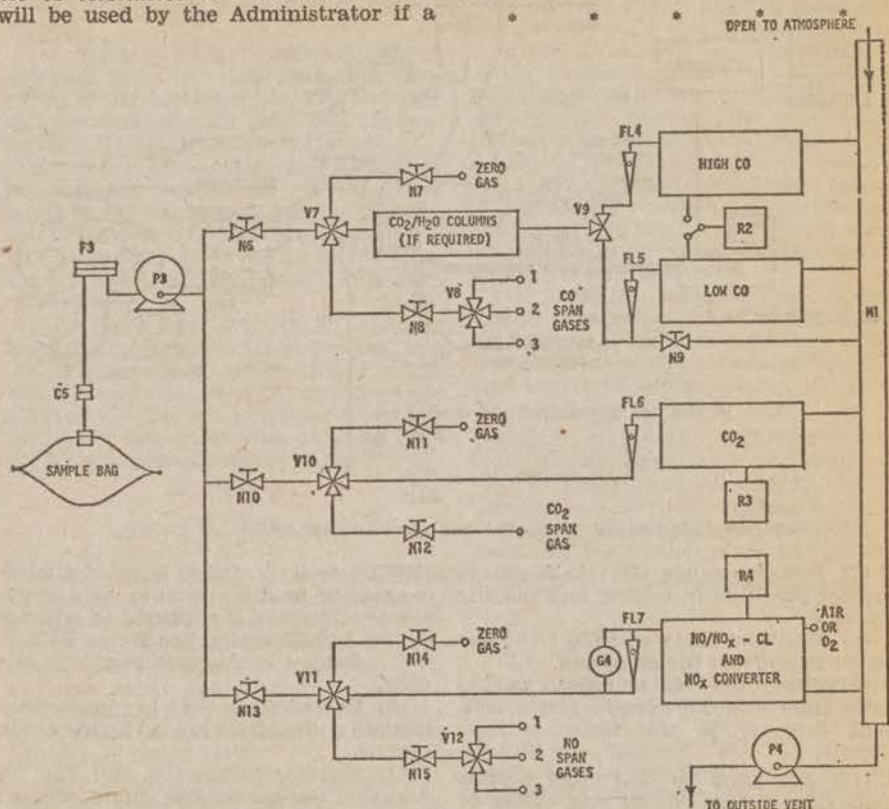 will be used by the Administrator if a
* * * * *
OPEN TO ATMOSPHERE
FL4
HIGH CO
N7
ZERO
GAS
V7
V9
N6
CO2/H2O COLUMNS
(IF REQUIRED)
R2
F3
P3
FL5
V8
1
N8
2
CO
SPAN
GASES
LOW CO
3
N9
M1
C5
SAMPLE BAG
FL6
N11
ZERO
GAS
CO2
V10
N10
R3
N12
CO2
SPAN
GAS
R4
FL7
N14
ZERO
GAS
G4
NO/NOX - CL
AND
NOX CONVERTER
AIR
OR
O2
V11
N13
1
V12
N15
2
NO
SPAN
GASES
3
P4
TO OUTSIDE VENT